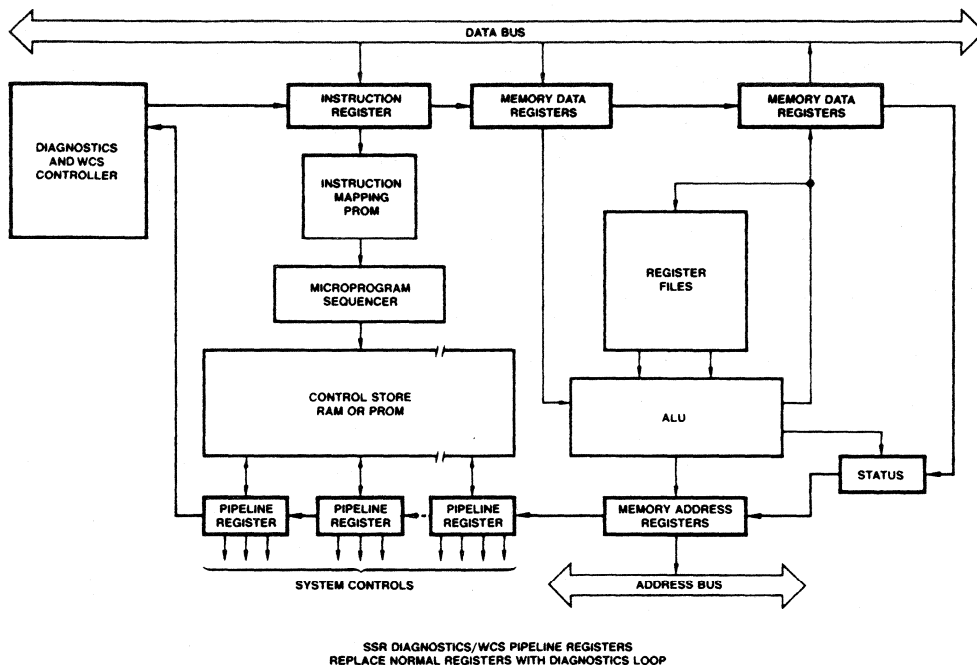 DATA BUS
DIAGNOSTICS
AND WCS
CONTROLLER
INSTRUCTION
REGISTER
MEMORY DATA
REGISTERS
MEMORY DATA
REGISTERS
INSTRUCTION
MAPPING
PROM
MICROPROGRAM
SEQUENCER
REGISTER
FILES
CONTROL STORE
RAM OR PROM
ALU
STATUS
PIPELINE
REGISTER
PIPELINE
REGISTER
PIPELINE
REGISTER
MEMORY ADDRESS
REGISTERS
SYSTEM CONTROLS
ADDRESS BUS
SSR DIAGNOSTICS/WCS PIPELINE REGISTERS
REPLACE NORMAL REGISTERS WITH DIAGNOSTICS LOOP